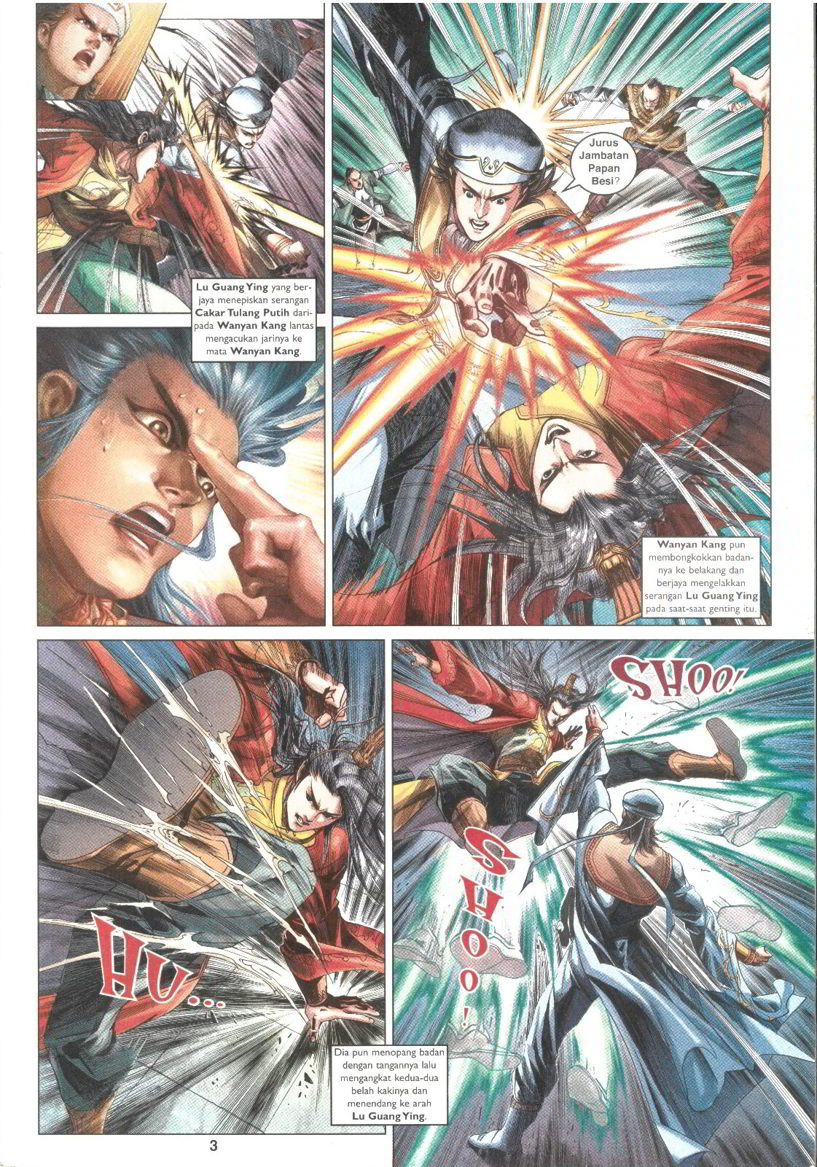 Lu Guang Ying yang ber-
jaya menepiskan serangan
Cakar Tulang Putih dari-
pada Wanyan Kang lantas
mengacukan jarinya ke
mata Wanyan Kang.
Jurus
Jambatan
Papan
Besi?
Wanyan Kang pun
membongkokkan badan-
nya ke belakang dan
berjaya mengelakkan
serangan Lu Guang Ying
pada saat-saat genting itu.
HU...
Dia pun menopang badan
dengan tangannya lalu
mengangkat kedua-dua
belah kakinya dan
menendang ke arah
Lu Guang Ying.
SHOO!
SHOO!
3